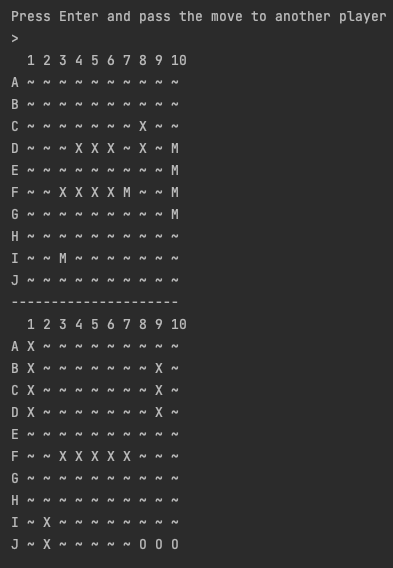 Press Enter and pass the move to another player
>
  1 2 3 4 5 6 7 8 9 10
A ~ ~ ~ ~ ~ ~ ~ ~ ~ ~
B ~ ~ ~ ~ ~ ~ ~ ~ ~ ~
C ~ ~ ~ ~ ~ ~ ~ X ~ ~
D ~ ~ ~ X X X ~ X ~ M
E ~ ~ ~ ~ ~ ~ ~ ~ ~ M
F ~ ~ X X X X M ~ ~ M
G ~ ~ ~ ~ ~ ~ ~ ~ ~ M
H ~ ~ ~ ~ ~ ~ ~ ~ ~ ~
I ~ ~ M ~ ~ ~ ~ ~ ~ ~
J ~ ~ ~ ~ ~ ~ ~ ~ ~ ~
---------------------
  1 2 3 4 5 6 7 8 9 10
A X ~ ~ ~ ~ ~ ~ ~ ~ ~
B X ~ ~ ~ ~ ~ ~ ~ X ~
C X ~ ~ ~ ~ ~ ~ ~ X ~
D X ~ ~ ~ ~ ~ ~ ~ X ~
E ~ ~ ~ ~ ~ ~ ~ ~ ~ ~
F ~ ~ X X X X X ~ ~ ~
G ~ ~ ~ ~ ~ ~ ~ ~ ~ ~
H ~ ~ ~ ~ ~ ~ ~ ~ ~ ~
I ~ X ~ ~ ~ ~ ~ ~ ~ ~
J ~ X ~ ~ ~ ~ ~ O O O